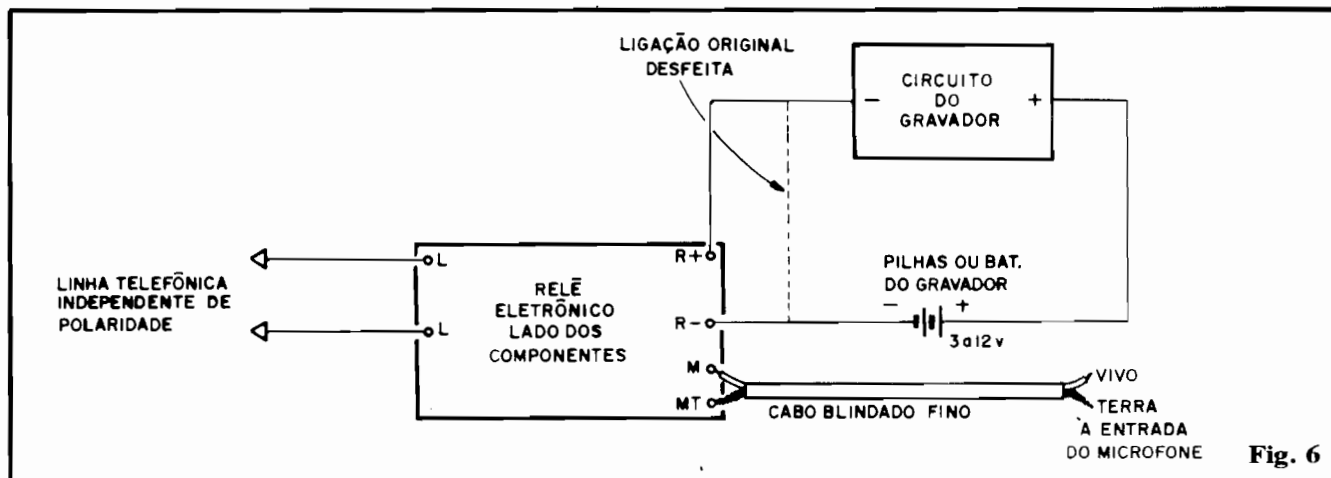 LIGAÇÃO ORIGINAL
DESFEITA
CIRCUITO
DO
GRAVADOR
-
+
LINHA TELEFÔNICA
INDEPENDENTE DE
POLARIDADE
L
L
RELÊ
ELETRÔNICO
LADO DOS
COMPONENTES
R+
R-
M
MT
PILHAS OU BAT.
DO GRAVADOR
- +
3 a 12 v
CABO BLINDADO FINO
VIVO
TERRA
À ENTRADA
DO MICROFONE
Fig. 6